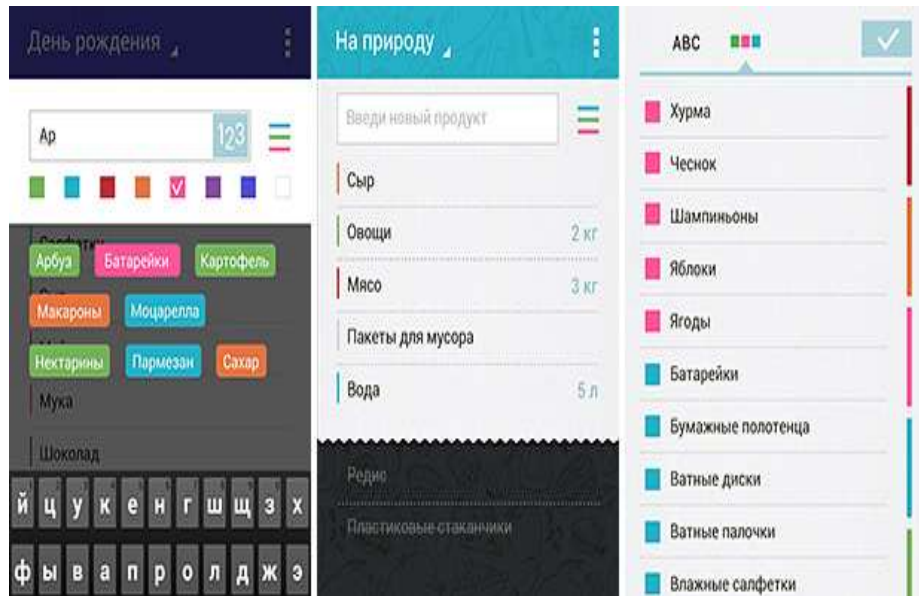 День рождения
Ар
123
Арбуз Батарейки Картофель
Макароны Моцарелла
Нектарины Пармезан Сахар
Мука
Шоколад
й ц у к е н г ш щ з х
ф ы в а п р о л д ж э
На природу
Введи новый продукт
Сыр
Овощи 2 кг
Мясо 3 кг
Пакеты для мусора
Вода 5 л
Редис
Пластиковые стаканчики
ABC
Хурма
Чеснок
Шампиньоны
Яблоки
Ягоды
Батарейки
Бумажные полотенца
Ватные диски
Ватные палочки
Влажные салфетки